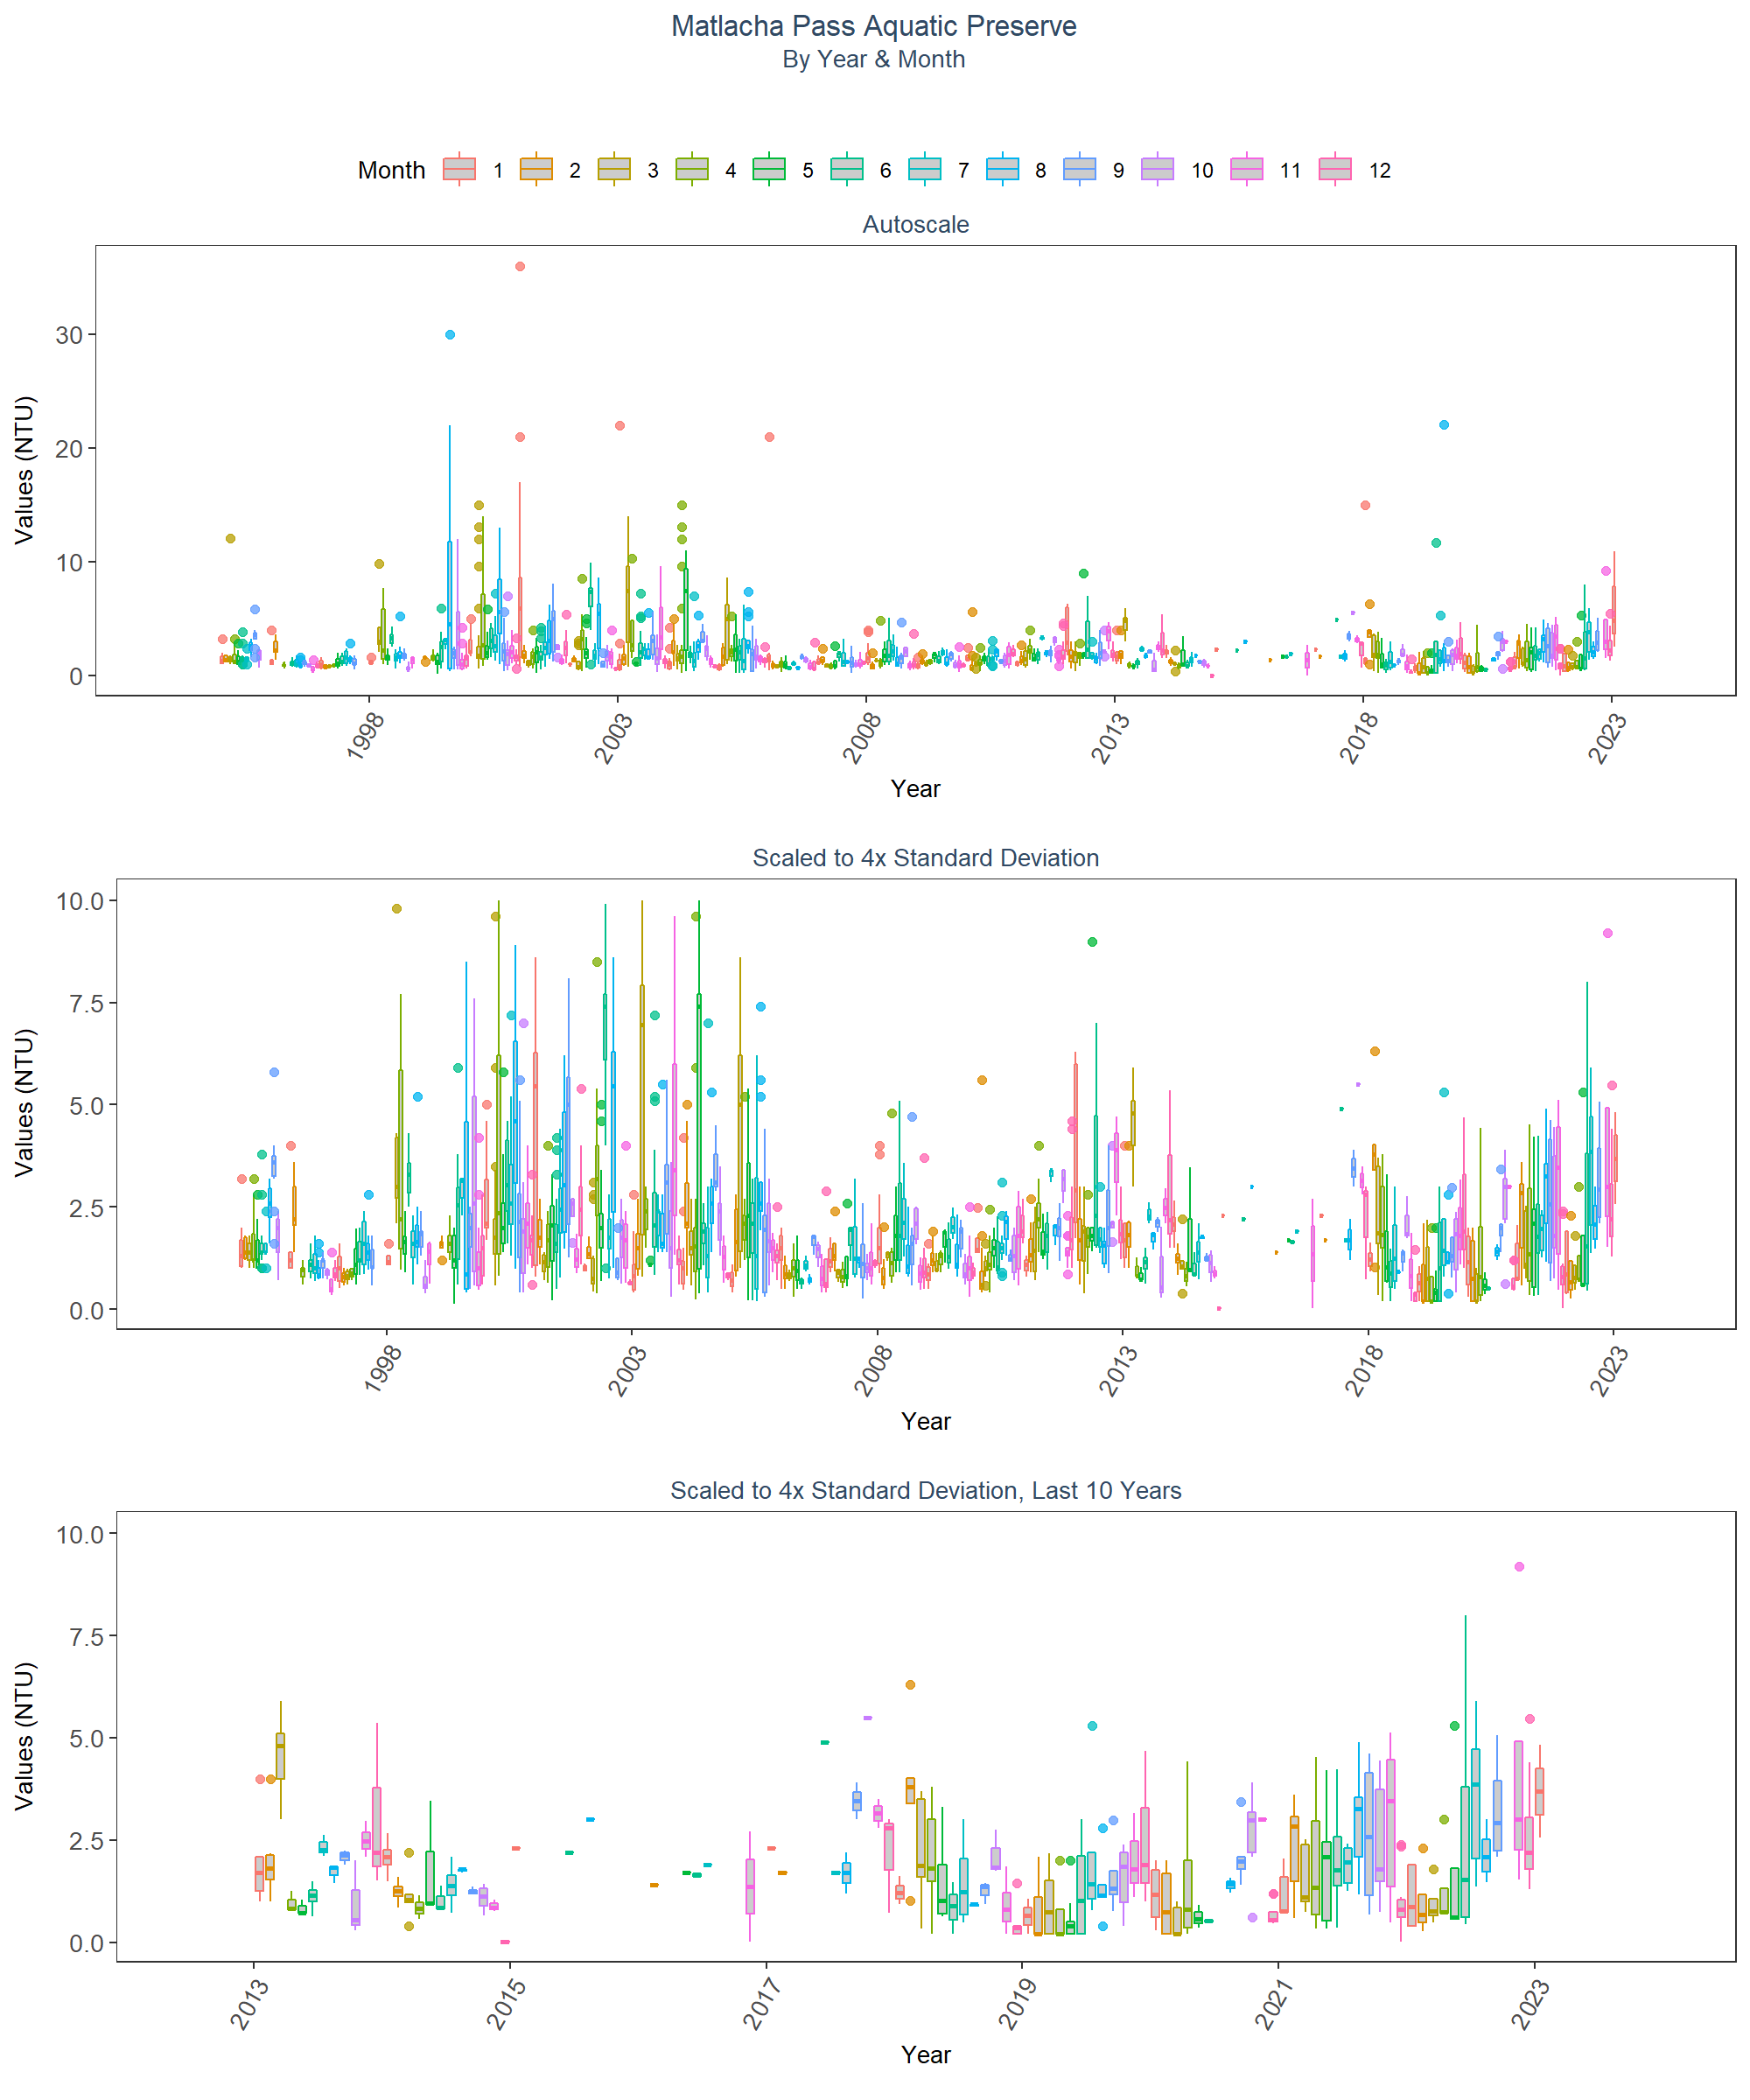 Matlacha Pass Aquatic Preserve
By Year & Month
Month 1 2 3 4 5 6 7 8 9 10 11 12
Autoscale
Values (NTU)
30
20
10
0
1998 2003 2008 2013 2018 2023
Year
Scaled to 4x Standard Deviation
Values (NTU)
10.0
7.5
5.0
2.5
0.0
1998 2003 2008 2013 2018 2023
Year
Scaled to 4x Standard Deviation, Last 10 Years
Values (NTU)
10.0
7.5
5.0
2.5
0.0
2013 2015 2017 2019 2021 2023
Year